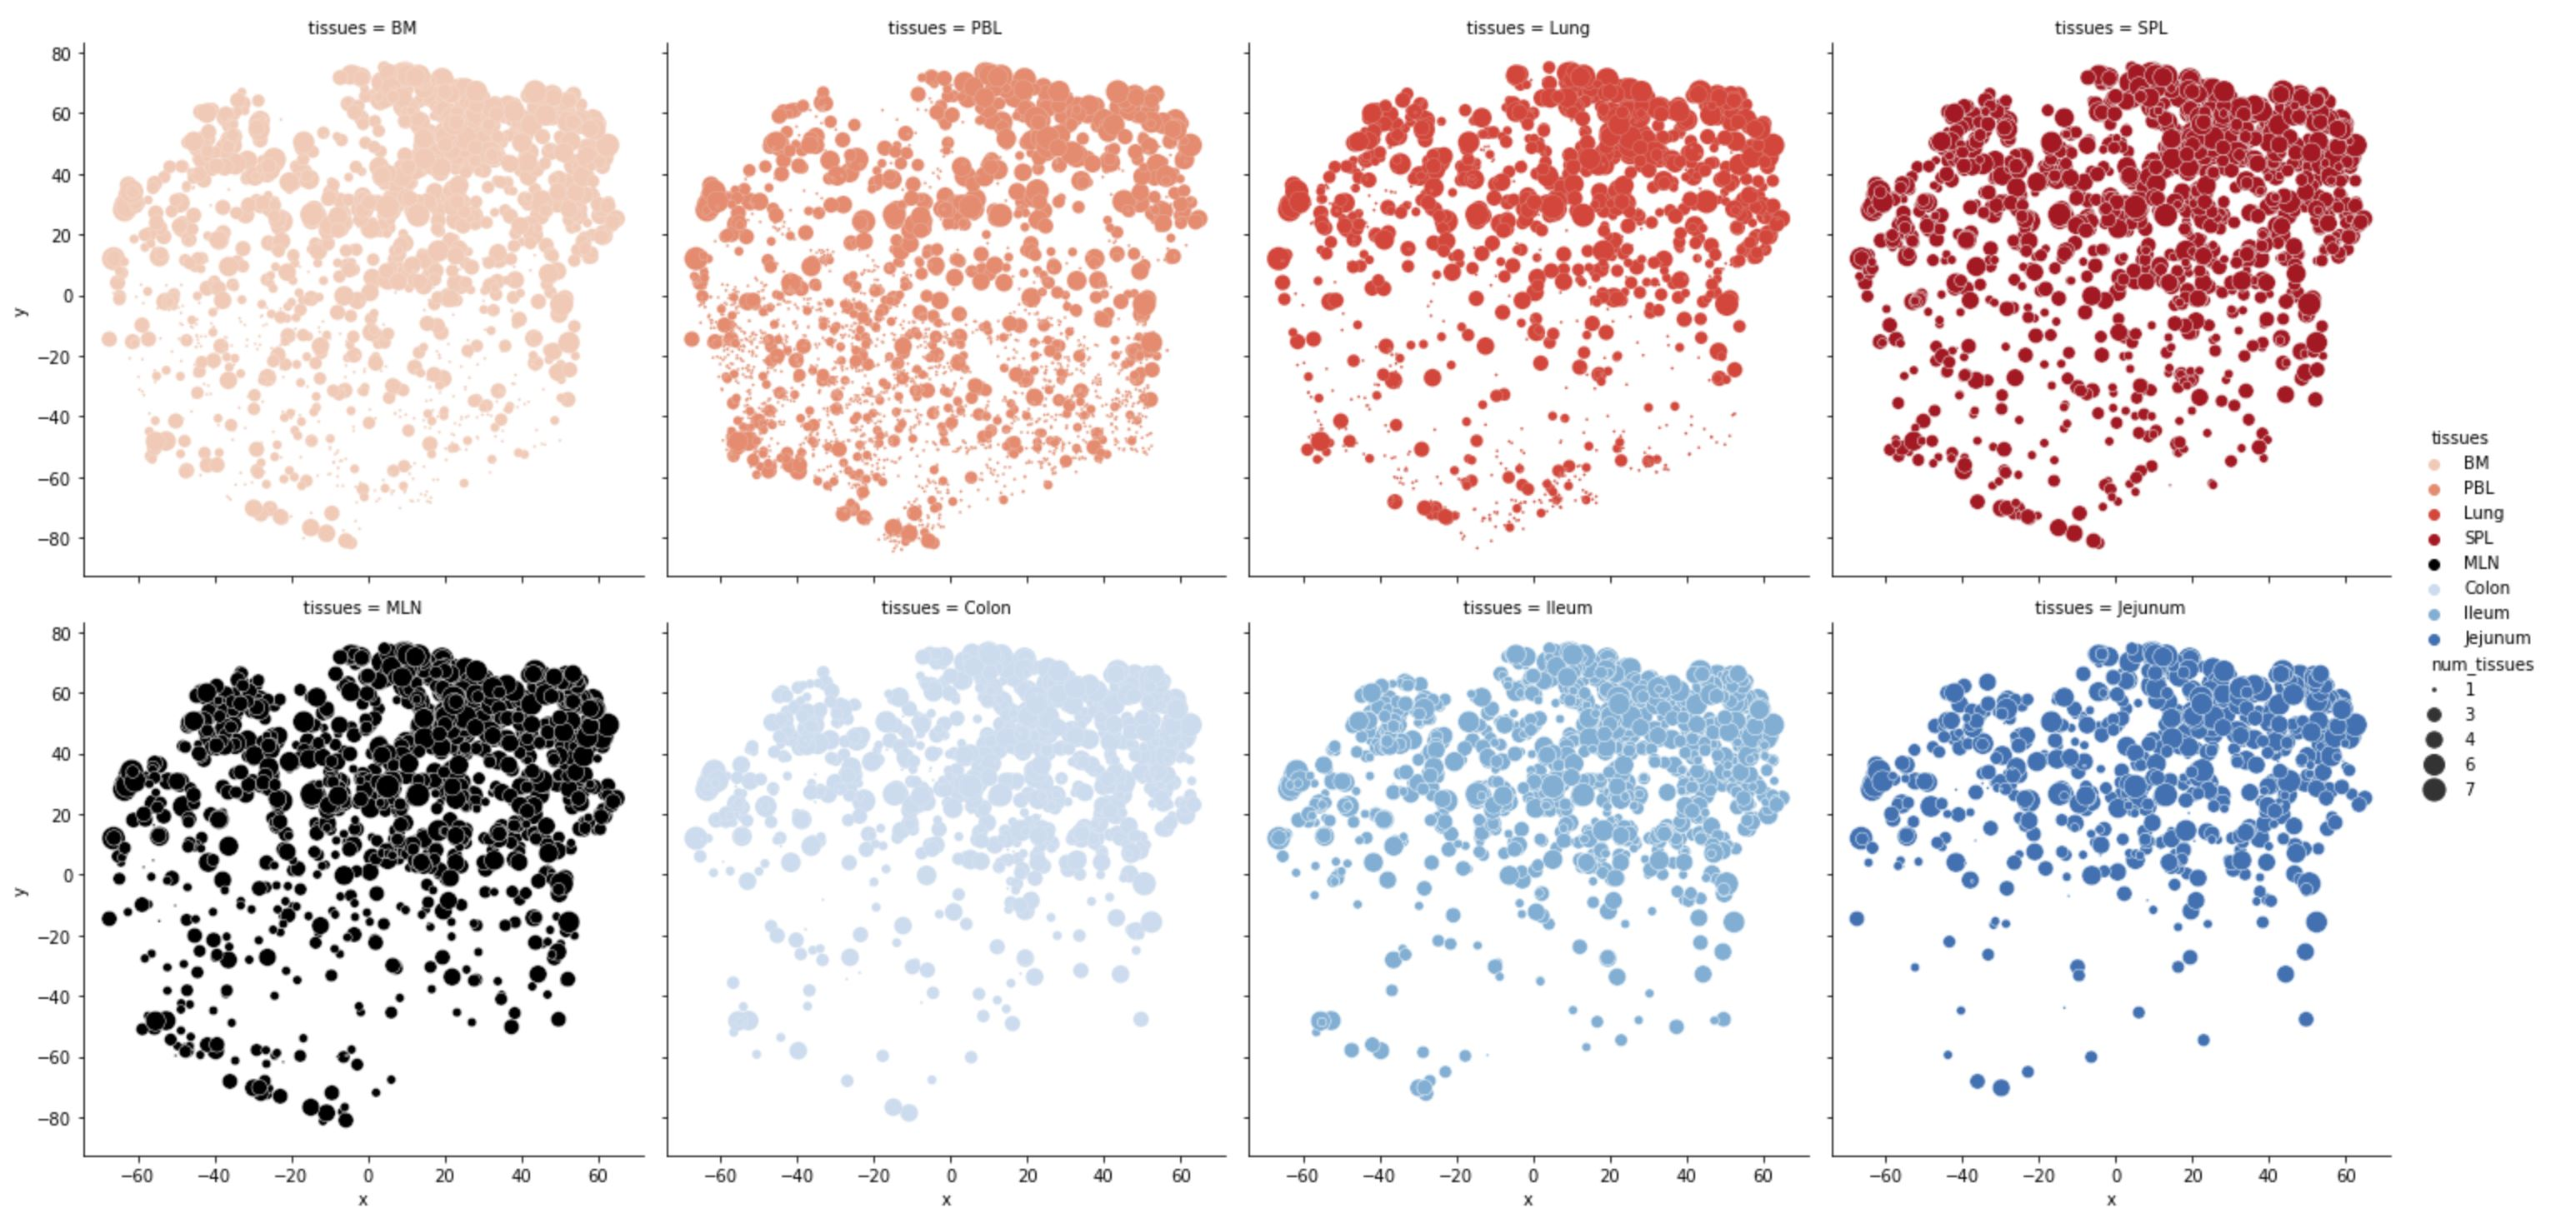 tissues = BM
tissues = PBL
tissues = Lung
tissues = SPL
80
60
40
20
0
−20
−40
−60
−80
y
tissues = MLN
tissues = Colon
tissues = Ileum
tissues = Jejunum
80
60
40
20
0
−20
−40
−60
−80
y
−60 −40 −20 0 20 40 60
−60 −40 −20 0 20 40 60
−60 −40 −20 0 20 40 60
−60 −40 −20 0 20 40 60
x
x
x
x
tissues
BM
PBL
Lung
SPL
MLN
Colon
Ileum
Jejunum
num_tissues
1
3
4
6
7